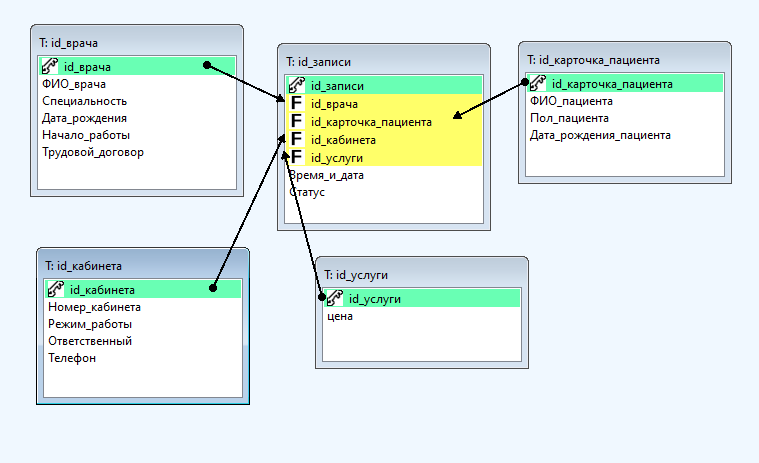 T: id_врача
id_врача
ФИО_врача
Специальность
Дата_рождения
Начало_работы
Трудовой_договор
T: id_записи
id_записи
F id_врача
F id_карточка_пациента
F id_кабинета
F id_услуги
Время_и_дата
Статус
T: id_карточка_пациента
id_карточка_пациента
ФИО_пациента
Пол_пациента
Дата_рождения_пациента
T: id_кабинета
id_кабинета
Номер_кабинета
Режим_работы
Ответственный
Телефон
T: id_услуги
id_услуги
цена